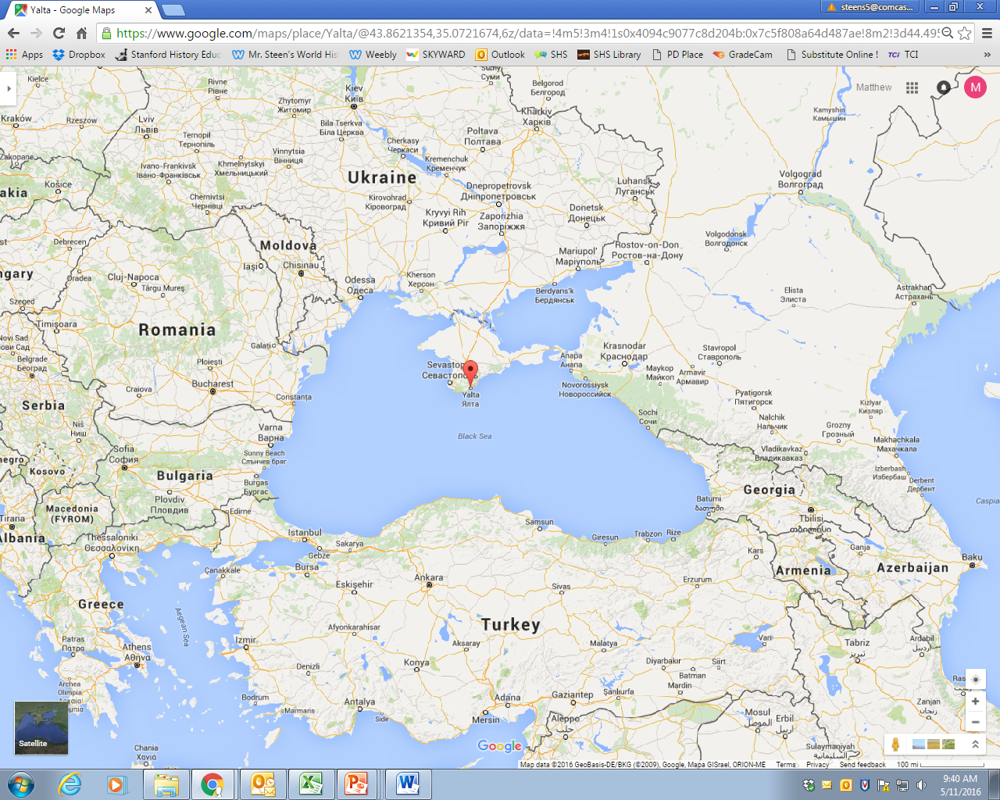 Yalta - Google Maps
steens5@comcas...
https://www.google.com/maps/place/Yalta/@43.8621354,35.0721674,6z/data=!4m5!3m4!1s0x4094c9077c8d204b:0x7c5f808a64d487ae!8m2!3d44.495
Apps Dropbox Stanford History Educ Mr. Steen's World His Weebly SKYWARD Outlook SHS SHS Library PD Place GradeCam Substitute Online ! TCI TCI »
Matthew M
Kielce
Rivne
Рівне
Kiev
Київ
Sumy
Суми
Belgorod
Белгород
Kamyshin
Камышин
Kraków
Rzeszow
Lviv
Львів
Zhytomyr
Житомир
Kharkiv
Харків
Bila Tserkva
Біла Церква
Poltava
Полтава
Ternopil
Тернопіль
Cherkasy
Черкаси
Vinnytsia
Вінниця
Kremenchuk
Кременчук
Zakopane
Ivano-Frankivsk
Івано-Франківськ
Khmelnytskyi
Хмельницький
Ukraine
Volgograd
Волгоград
Košice
akia
Luhansk
Луганськ
Dnepropetrovsk
Дніпропетровськ
Chernivtsi
Чернівці
Kirovohrad
Кіровоград
Kryvyi Rih
Кривий Ріг
Zaporizhia
Запоріжжя
Donetsk
Донецьк
Volgodonsk
Волгодонск
Debrecen
Moldova
Mariupol'
Маріуполь
Rostov-on-Don
Ростов-на-Дону
Iași
Chisinau
ngary
Oradea
Cluj-Napoca
Târgu Mureș
Odessa
Одеса
Kherson
Херсон
Berdyans'k
Бердянськ
Elista
Элиста
Astrakhan
Астрахань
Szeged
Timișoara
Romania
Novi Sad
Нови Сад
Galați
Krasnodar
Краснодар
Stavropol
Ставрополь
Belgrade
Београд
Ploiești
Sevastop
Севастополь
Anapa
Анапа
Maykop
Майкоп
Armavir
Армавир
Craiova
Bucharest
Constanța
Yalta
Ялта
Novorossiysk
Новороссийск
Pyatigorsk
Пятигорск
Kizlyar
Кизляр
Serbia
Sochi
Сочи
Nalchik
Нальчик
Grozny
Грозный
Niš
Ниш
Varna
Варна
Black Sea
Makhachkala
Махачкала
negro
Sofia
София
Sunny Beach
Слънчев бряг
Vladikavkaz
Владикавказ
Kosovo
Bulgaria
Izberbash
Избербаш
Burgas
Бургас
Derbent
Дербент
Georgia
Plovdiv
Пловдив
Batumi
ბათუმი
Caspia
Macedonia
(FYROM)
Edirne
Tirana
Tbilisi
თბილისი
Albania
Thessaloniki
Θεσσαλονίκη
Istanbul
Sakarya
Samsun
Giresun
Trabzon
Rize
Gebze
Kars
Ganja
Baku
Çanakkale
Bursa
Armenia
Azerbaijan
Eskişehir
Ankara
Sivas
Erzurum
Greece
Aegean Sea
Turkey
Patras
Πάτρα
Athens
Αθήνα
Izmir
Afyonkarahisar
Aksaray
Malatya
Van
Tabriz
تبریز
Ardabil
اردبیل
Denizli
Konya
Diyarbakır
Siirt
Batman
Mardin
Archea
Olimpia
Αρχαία
Ολυμπία
Bodrum
Marmaris
Antalya
Side
Adana
Mersin
Gaziantep
Şanlıurfa
Ras
Zanjan
زنجان
Aleppo
حلب
Mosul
الموصل
Erbil
اربيل
Satellite
Chania
Χανιά
Google
Sulaymaniyah
السليمانية
Map data ©2016 GeoBasis-DE/BKG (©2009), Google, Mapa GISrael, ORION-ME Terms Privacy Send feedback 100 mi
9:40 AM
5/11/2016